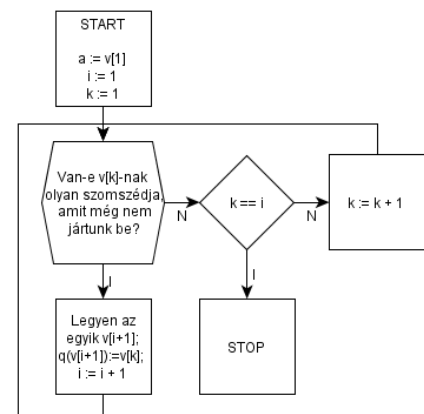 START
a := v[1]
i := 1
k := 1
Van-e v[k]-nak
olyan szomszédja,
amit még nem
jártunk be?
N
k == i
N
k := k + 1
I
I
Legyen az
egyik v[i+1];
q(v[i+1]):=v[k];
i := i + 1
STOP